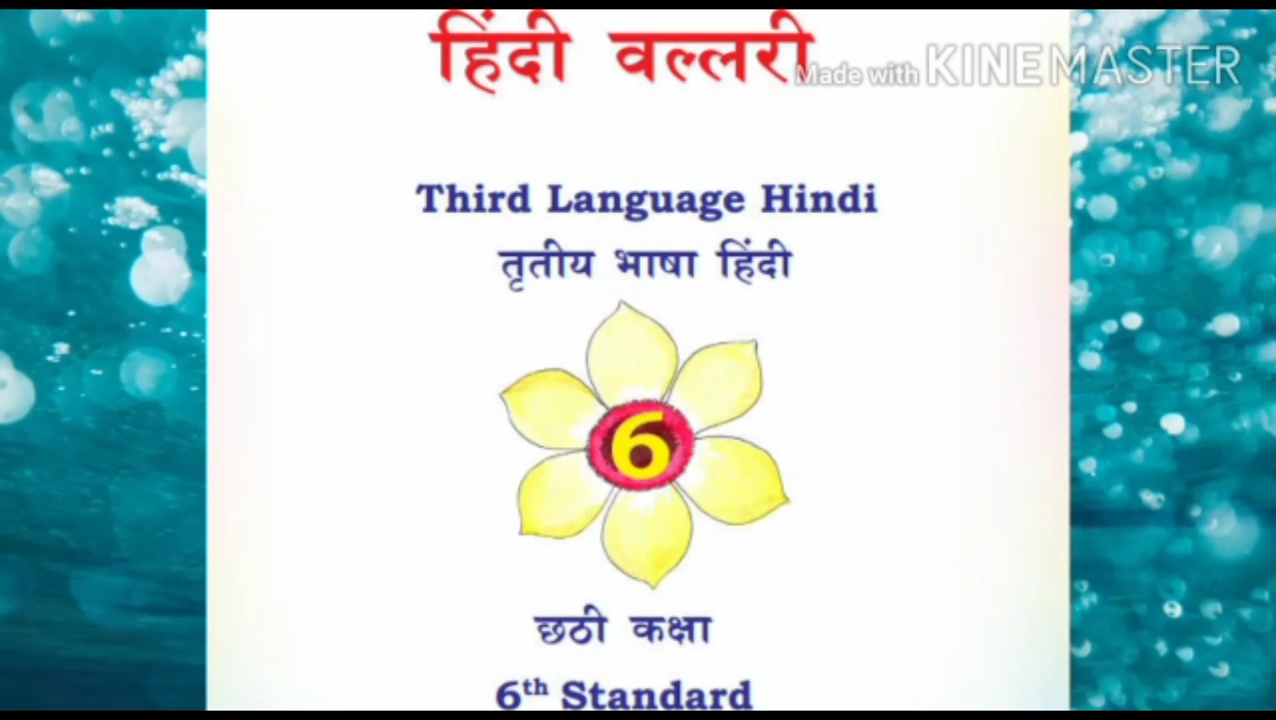 हिंदी वल्लरी
Made with KINEMASTER
Third Language Hindi
तृतीय भाषा हिंदी
6
छठी कक्षा
6th Standard